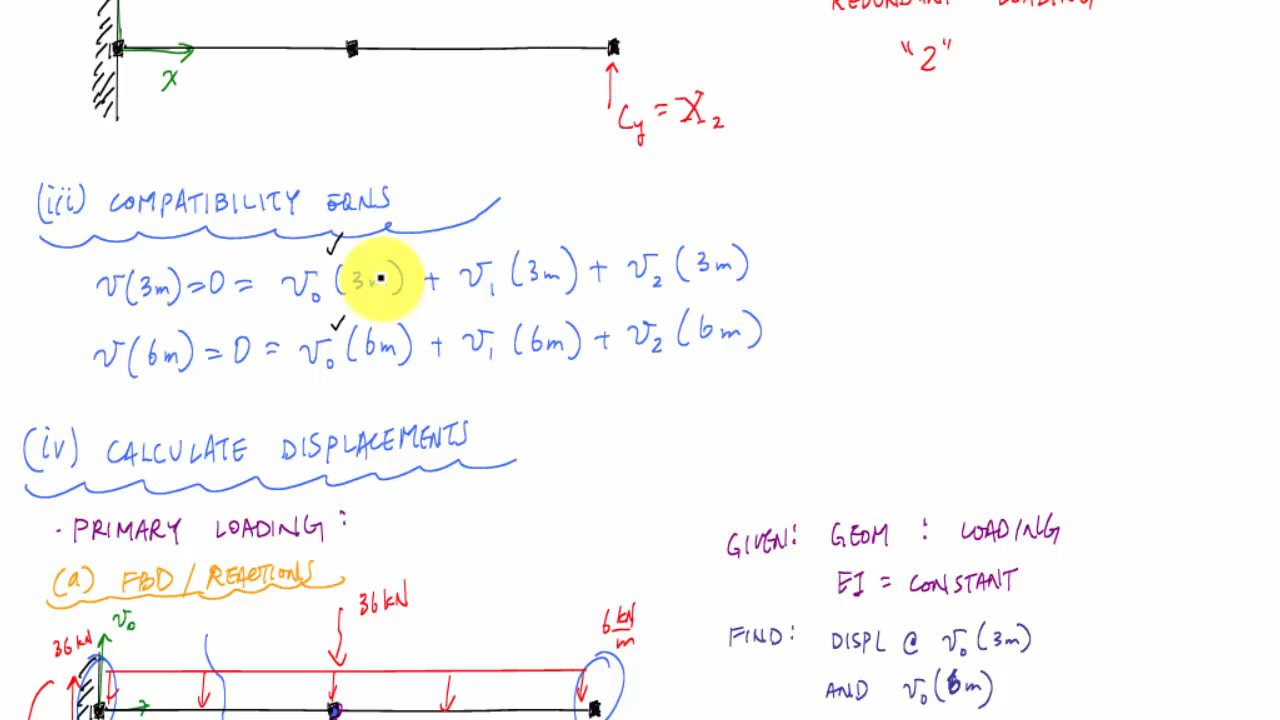 REDUNDANT LOADING
"2"
x
Cy = X₂
(iii) COMPATIBILITY EQNS
v(3m)=0= v₀(3m) + v₁(3m) + v₂(3m)
v(6m)=0= v₀(6m) + v₁(6m) + v₂(6m)
(iv) CALCULATE DISPLACEMENTS
· PRIMARY LOADING:
GIVEN: GEOM : LOADING
(a) FBD/REACTIONS
EI = CONSTANT
36 kN
v₀
36 kN
6 kN/m
FIND: DISPL @ v₀(3m)
AND v₀(6m)